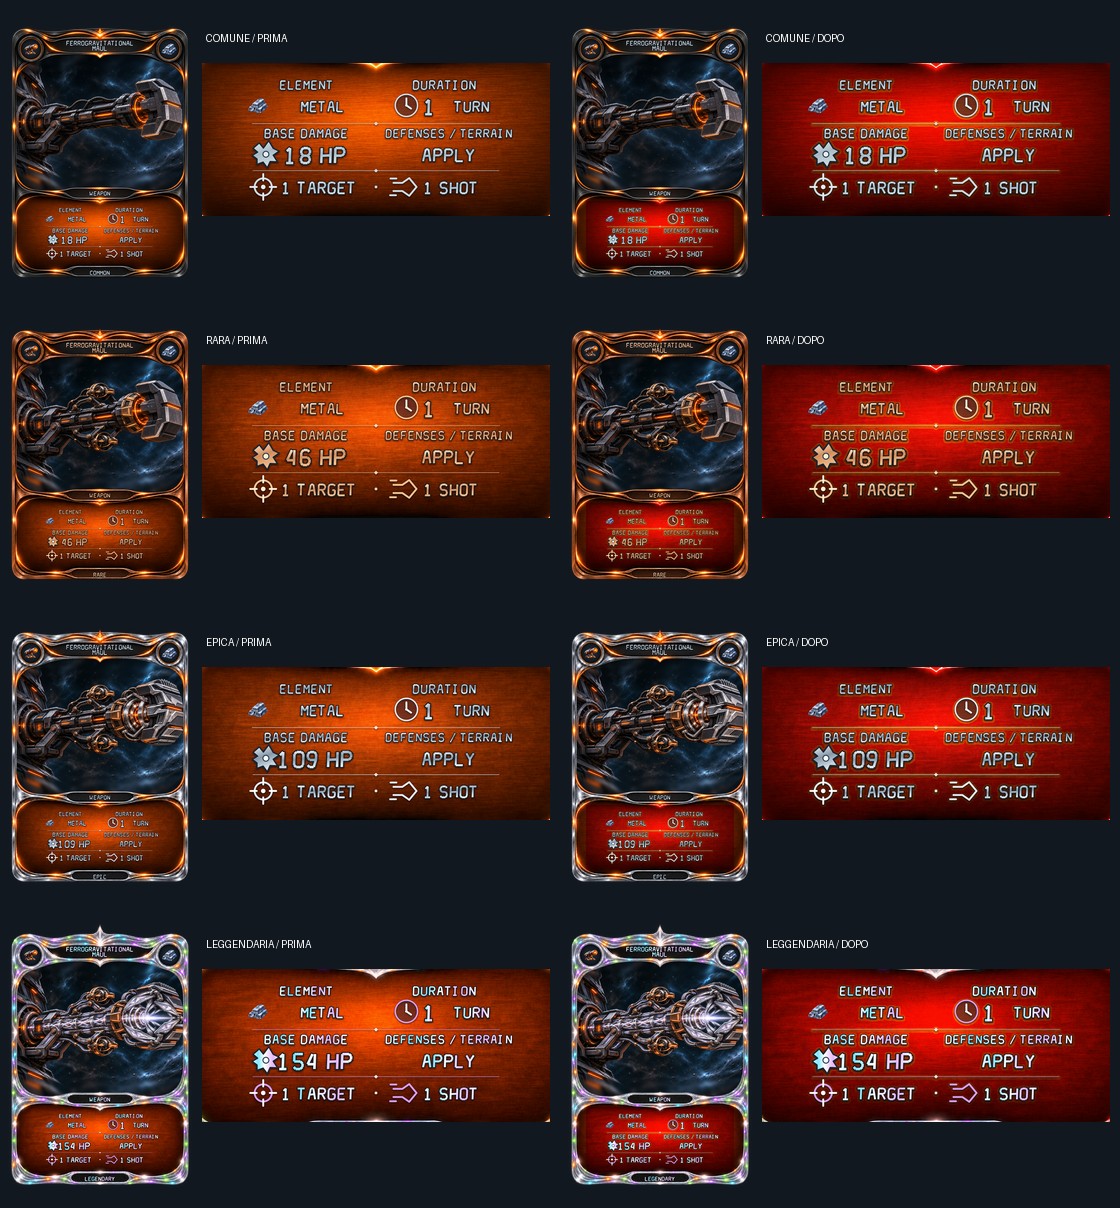 COMUNE / PRIMA
FERROGRAVITATIONAL
MAUL
WEAPON
ELEMENT DURATION
METAL 1 TURN
BASE DAMAGE DEFENSES / TERRAIN
18 HP APPLY
1 TARGET · 1 SHOT
COMMON
ELEMENT DURATION
METAL 1 TURN
BASE DAMAGE DEFENSES / TERRAIN
18 HP APPLY
1 TARGET · 1 SHOT
COMUNE / DOPO
FERROGRAVITATIONAL
MAUL
WEAPON
ELEMENT DURATION
METAL 1 TURN
BASE DAMAGE DEFENSES / TERRAIN
18 HP APPLY
1 TARGET · 1 SHOT
COMMON
ELEMENT DURATION
METAL 1 TURN
BASE DAMAGE DEFENSES / TERRAIN
18 HP APPLY
1 TARGET · 1 SHOT
RARA / PRIMA
FERROGRAVITATIONAL
MAUL
WEAPON
ELEMENT DURATION
METAL 1 TURN
BASE DAMAGE DEFENSES / TERRAIN
46 HP APPLY
1 TARGET · 1 SHOT
RARE
ELEMENT DURATION
METAL 1 TURN
BASE DAMAGE DEFENSES / TERRAIN
46 HP APPLY
1 TARGET · 1 SHOT
RARA / DOPO
FERROGRAVITATIONAL
MAUL
WEAPON
ELEMENT DURATION
METAL 1 TURN
BASE DAMAGE DEFENSES / TERRAIN
46 HP APPLY
1 TARGET · 1 SHOT
RARE
ELEMENT DURATION
METAL 1 TURN
BASE DAMAGE DEFENSES / TERRAIN
46 HP APPLY
1 TARGET · 1 SHOT
EPICA / PRIMA
FERROGRAVITATIONAL
MAUL
WEAPON
ELEMENT DURATION
METAL 1 TURN
BASE DAMAGE DEFENSES / TERRAIN
109 HP APPLY
1 TARGET · 1 SHOT
EPIC
ELEMENT DURATION
METAL 1 TURN
BASE DAMAGE DEFENSES / TERRAIN
109 HP APPLY
1 TARGET · 1 SHOT
EPICA / DOPO
FERROGRAVITATIONAL
MAUL
WEAPON
ELEMENT DURATION
METAL 1 TURN
BASE DAMAGE DEFENSES / TERRAIN
109 HP APPLY
1 TARGET · 1 SHOT
EPIC
ELEMENT DURATION
METAL 1 TURN
BASE DAMAGE DEFENSES / TERRAIN
109 HP APPLY
1 TARGET · 1 SHOT
LEGGENDARIA / PRIMA
FERROGRAVITATIONAL
MAUL
WEAPON
ELEMENT DURATION
METAL 1 TURN
BASE DAMAGE DEFENSES / TERRAIN
154 HP APPLY
1 TARGET · 1 SHOT
LEGENDARY
ELEMENT DURATION
METAL 1 TURN
BASE DAMAGE DEFENSES / TERRAIN
154 HP APPLY
1 TARGET · 1 SHOT
LEGGENDARIA / DOPO
FERROGRAVITATIONAL
MAUL
WEAPON
ELEMENT DURATION
METAL 1 TURN
BASE DAMAGE DEFENSES / TERRAIN
154 HP APPLY
1 TARGET · 1 SHOT
LEGENDARY
ELEMENT DURATION
METAL 1 TURN
BASE DAMAGE DEFENSES / TERRAIN
154 HP APPLY
1 TARGET · 1 SHOT